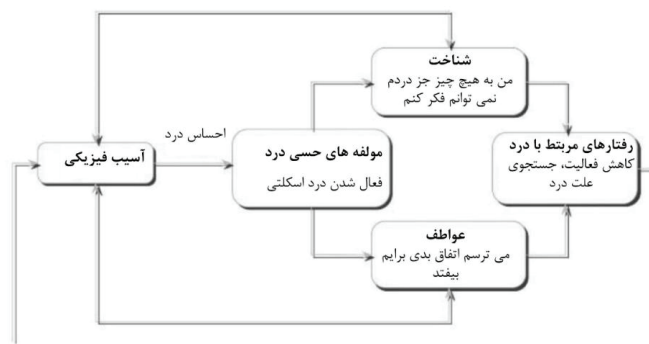 شناخت
من به هیچ چیز جز دردم
نمی توانم فکر کنم
احساس درد
آسیب فیزیکی
مولفه های حسی درد
فعال شدن درد اسکلتی
رفتارهای مربتط با درد
کاهش فعالیت، جستجوی
علت درد
عواطف
می ترسم اتفاق بدی برایم
بیفتد